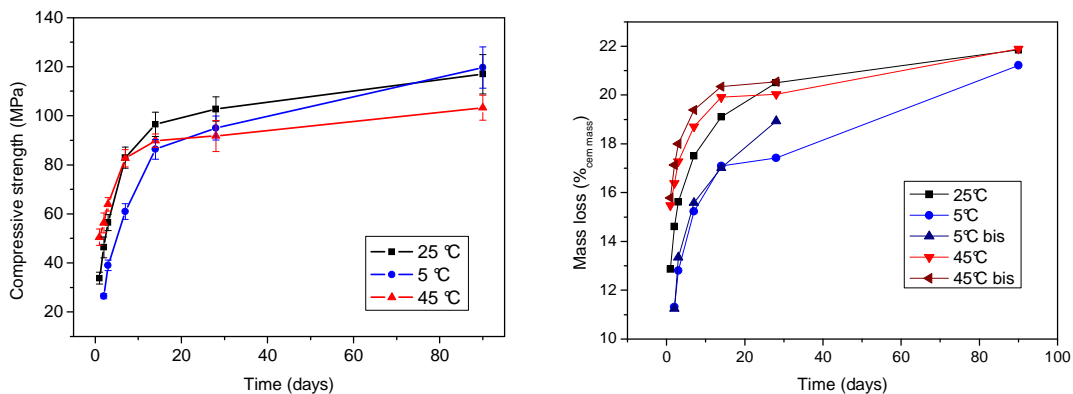 140
120
100
80
60
40
20
0 20 40 60 80
Compressive strength (MPa)
Time (days)
25 °C
5 °C
45 °C
22
20
18
16
14
12
10
0 20 40 60 80 100
Mass loss (%cem mass)
Time (days)
25°C
5°C
5°C bis
45°C
45°C bis